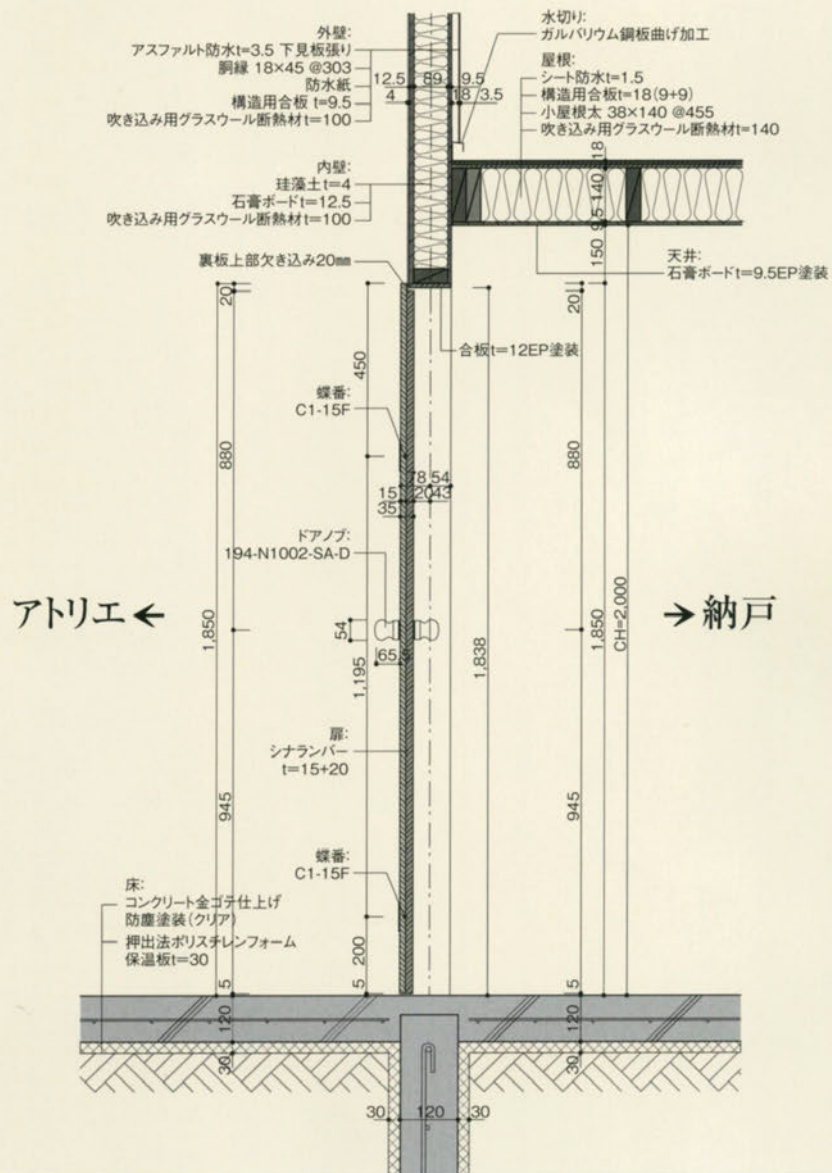 外壁:
アスファルト防水t=3.5 下見板張り
胴縁 18×45 @303
防水紙
構造用合板 t=9.5
吹き込み用グラスウール断熱材t=100
内壁:
珪藻土t=4
石膏ボードt=12.5
吹き込み用グラスウール断熱材t=100
裏板上部欠き込み20mm
12.5 89 9.5
4 18 3.5
水切り:
ガルバリウム鋼板曲げ加工
屋根:
シート防水t=1.5
構造用合板t=18(9+9)
小屋根太 38×140 @455
吹き込み用グラスウール断熱材t=140
18
140
9.5
150
天井:
石膏ボードt=9.5EP塗装
合板t=12EP塗装
20
450
20
蝶番:
C1-15F
880
880
78 54
15 20 43
35
ドアノブ:
194-N1002-SA-D
アトリエ←
→納戸
1,850
54
65.5
1,195
1,838
1,850
CH=2,000
扉:
シナランバー
t=15+20
945
945
蝶番:
C1-15F
床:
コンクリート金ゴテ仕上げ
防塵塗装(クリア)
押出法ポリスチレンフォーム
保温板t=30
200
5
5
5
120
120
30
30
30 120 30